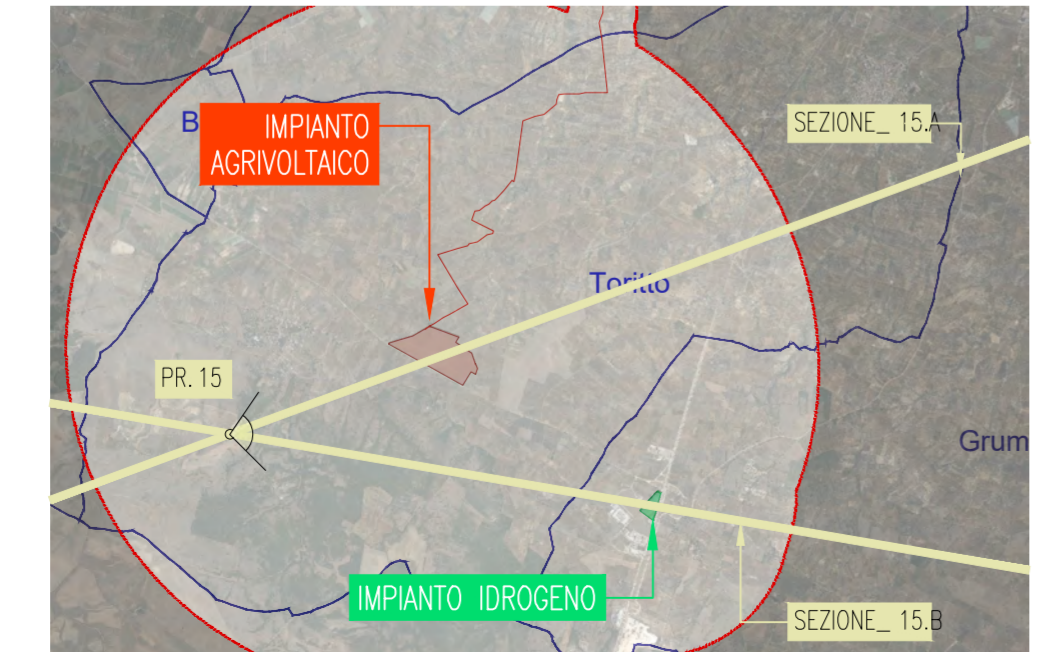 B
IMPIANTO
AGRIVOLTAICO
SEZIONE_ 15.A
Toritto
PR. 15
Grum
IMPIANTO IDROGENO
SEZIONE_ 15.B